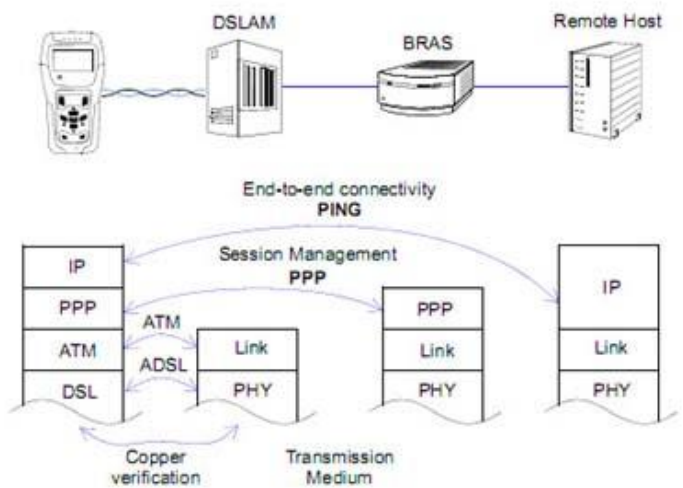 DSLAM
BRAS
Remote Host
End-to-end connectivity
PING
Session Management
PPP
IP
PPP
ATM
DSL
ATM
ADSL
Link
PHY
PPP
Link
PHY
IP
Link
PHY
Copper
verification
Transmission
Medium